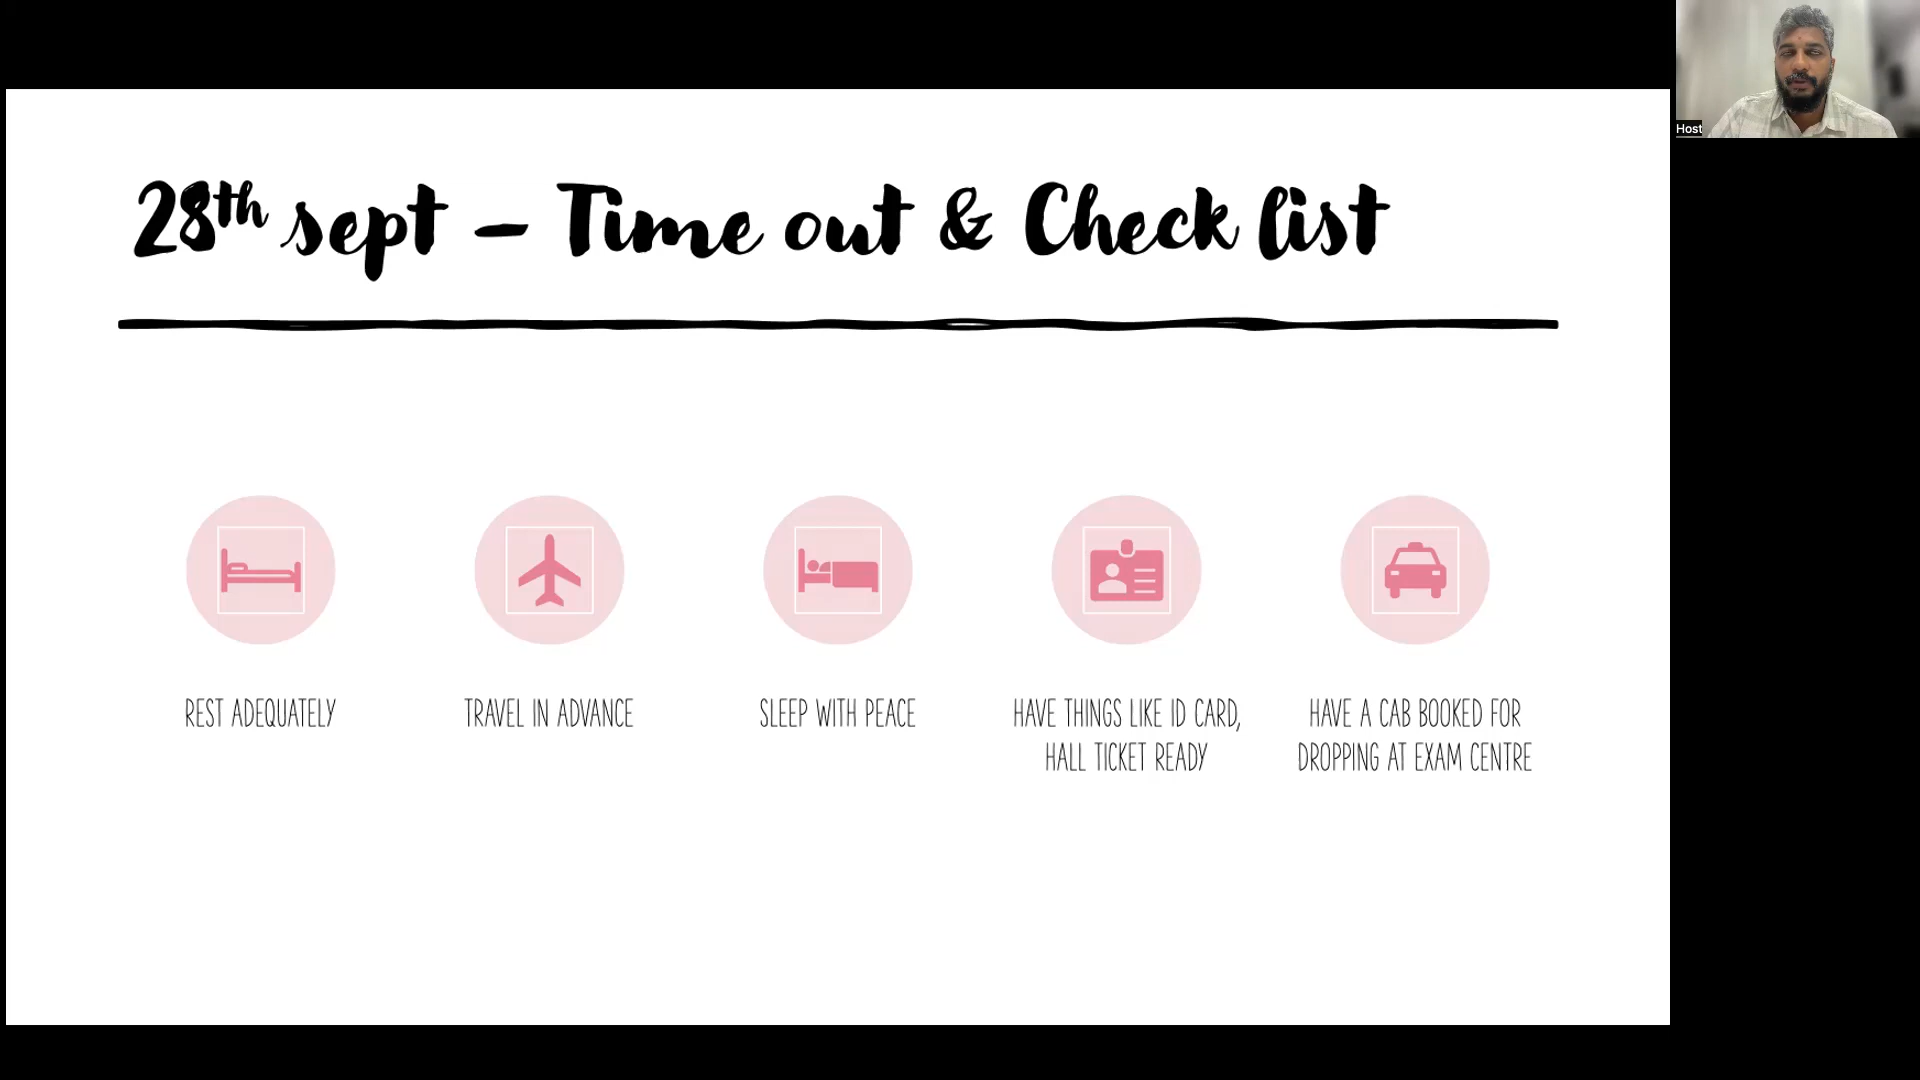 28th sept – Time out & Check list
REST ADEQUATELY
TRAVEL IN ADVANCE
SLEEP WITH PEACE
HAVE THINGS LIKE ID CARD,
HALL TICKET READY
HAVE A CAB BOOKED FOR
DROPPING AT EXAM CENTRE
Host